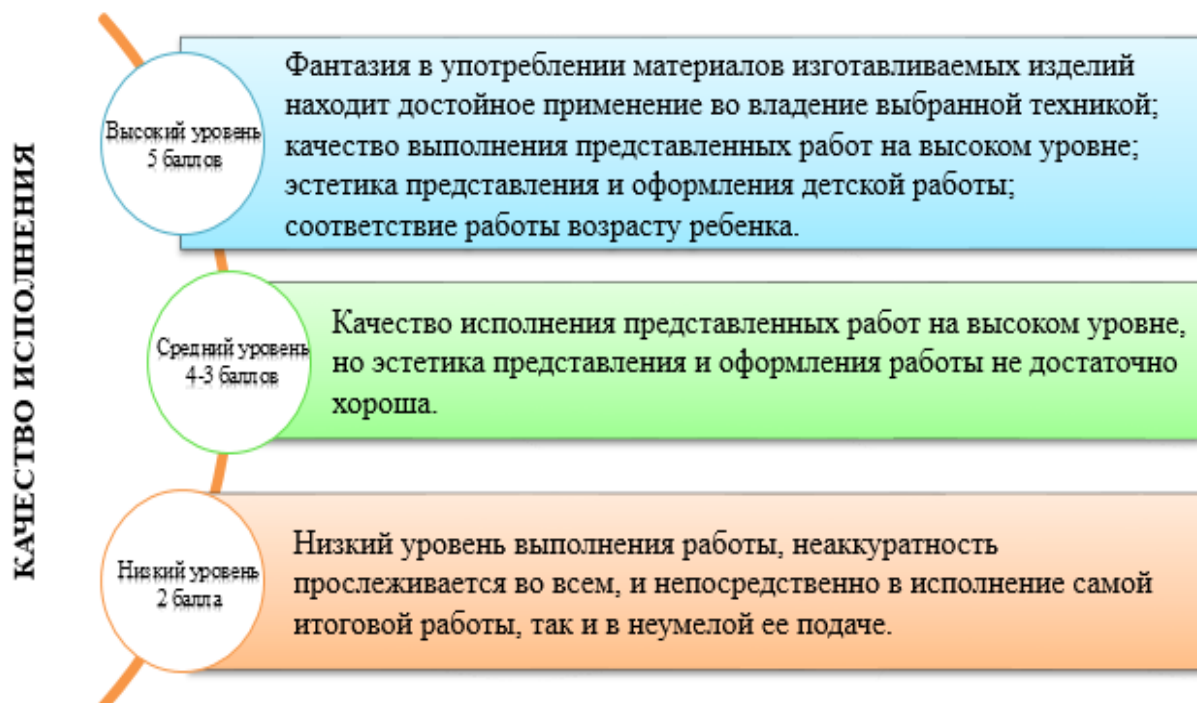 КАЧЕСТВО ИСПОЛНЕНИЯ
Высокий уровень
5 баллов
Фантазия в употреблении материалов изготавливаемых изделий
находит достойное применение во владение выбранной техникой;
качество выполнения представленных работ на высоком уровне;
эстетика представления и оформления детской работы;
соответствие работы возрасту ребенка.
Средний уровень
4-3 баллов
Качество исполнения представленных работ на высоком уровне,
но эстетика представления и оформления работы не достаточно
хороша.
Низкий уровень
2 балла
Низкий уровень выполнения работы, неаккуратность
прослеживается во всем, и непосредственно в исполнение самой
итоговой работы, так и в неумелой ее подаче.